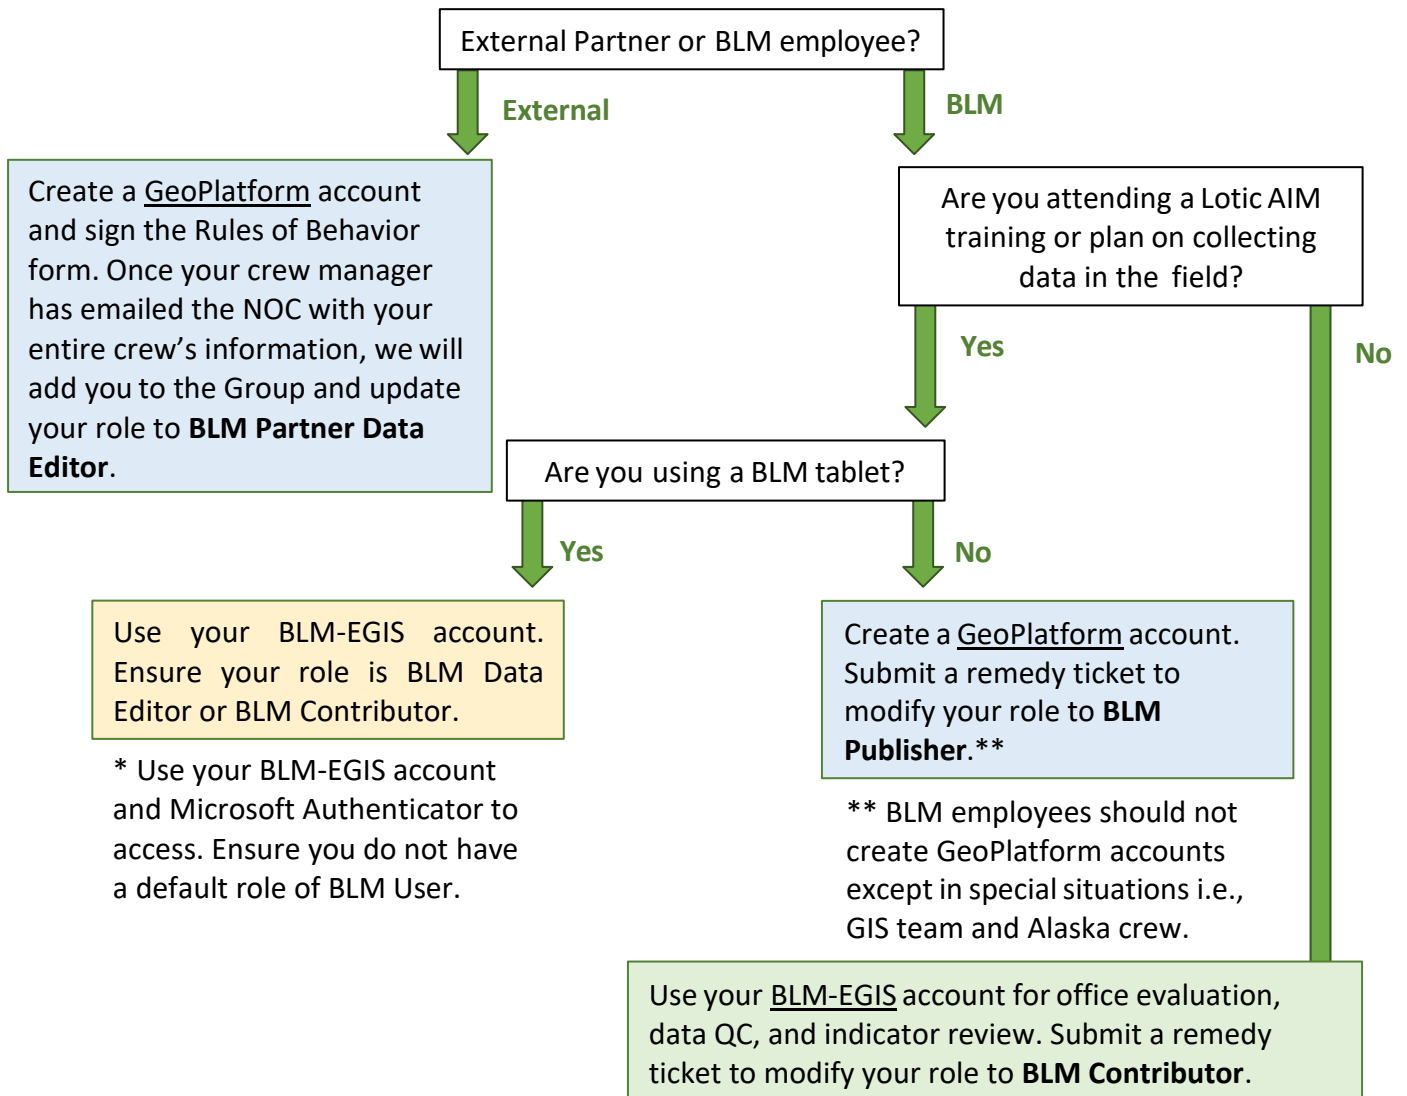 External Partner or BLM employee?
External
BLM
Create a GeoPlatform account
and sign the Rules of Behavior
form. Once your crew manager
has emailed the NOC with your
entire crew’s information, we will
add you to the Group and update
your role to BLM Partner Data
Editor.
Are you attending a Lotic AIM
training or plan on collecting
data in the field?
Yes
No
Are you using a BLM tablet?
Yes
No
Use your BLM-EGIS account.
Ensure your role is BLM Data
Editor or BLM Contributor.
* Use your BLM-EGIS account
and Microsoft Authenticator to
access. Ensure you do not have
a default role of BLM User.
Create a GeoPlatform account.
Submit a remedy ticket to
modify your role to BLM
Publisher.**
** BLM employees should not
create GeoPlatform accounts
except in special situations i.e.,
GIS team and Alaska crew.
Use your BLM-EGIS account for office evaluation,
data QC, and indicator review. Submit a remedy
ticket to modify your role to BLM Contributor.